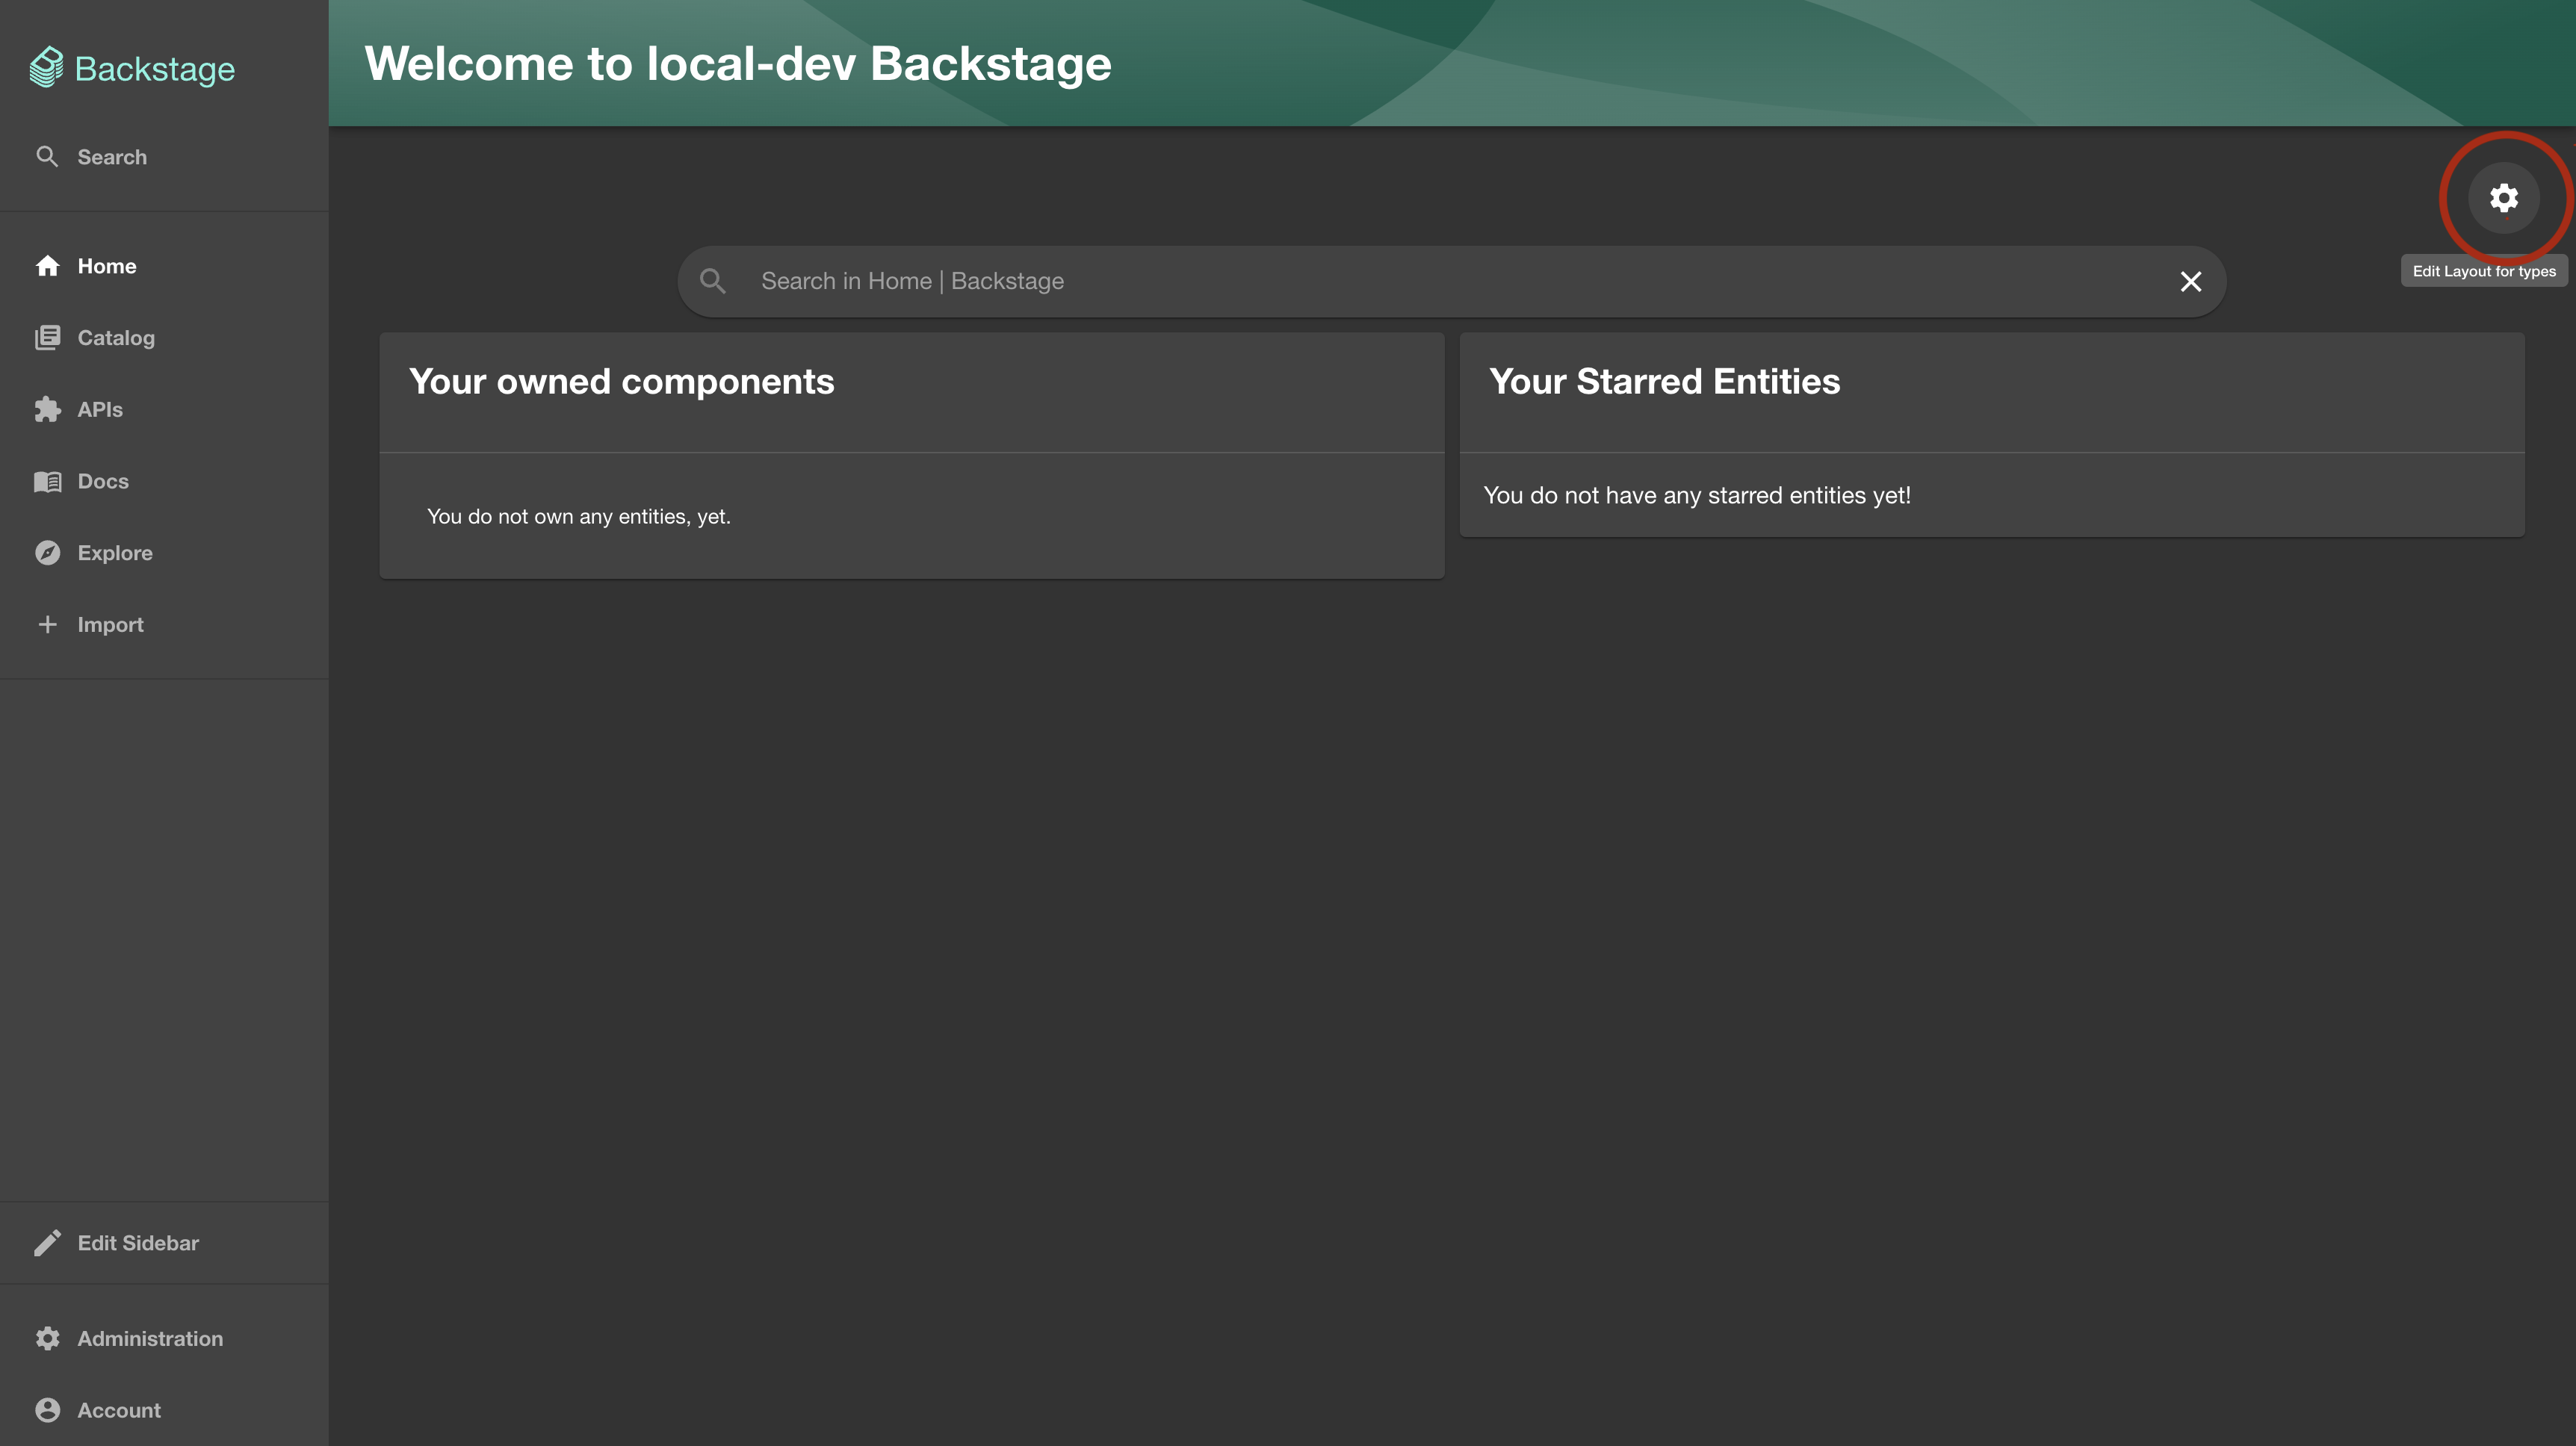 Backstage
Search
Home
Catalog
APIs
Docs
Explore
Import
Edit Sidebar
Administration
Account
Welcome to local-dev Backstage
Edit Layout for types
Search in Home | Backstage
Your owned components
You do not own any entities, yet.
Your Starred Entities
You do not have any starred entities yet!